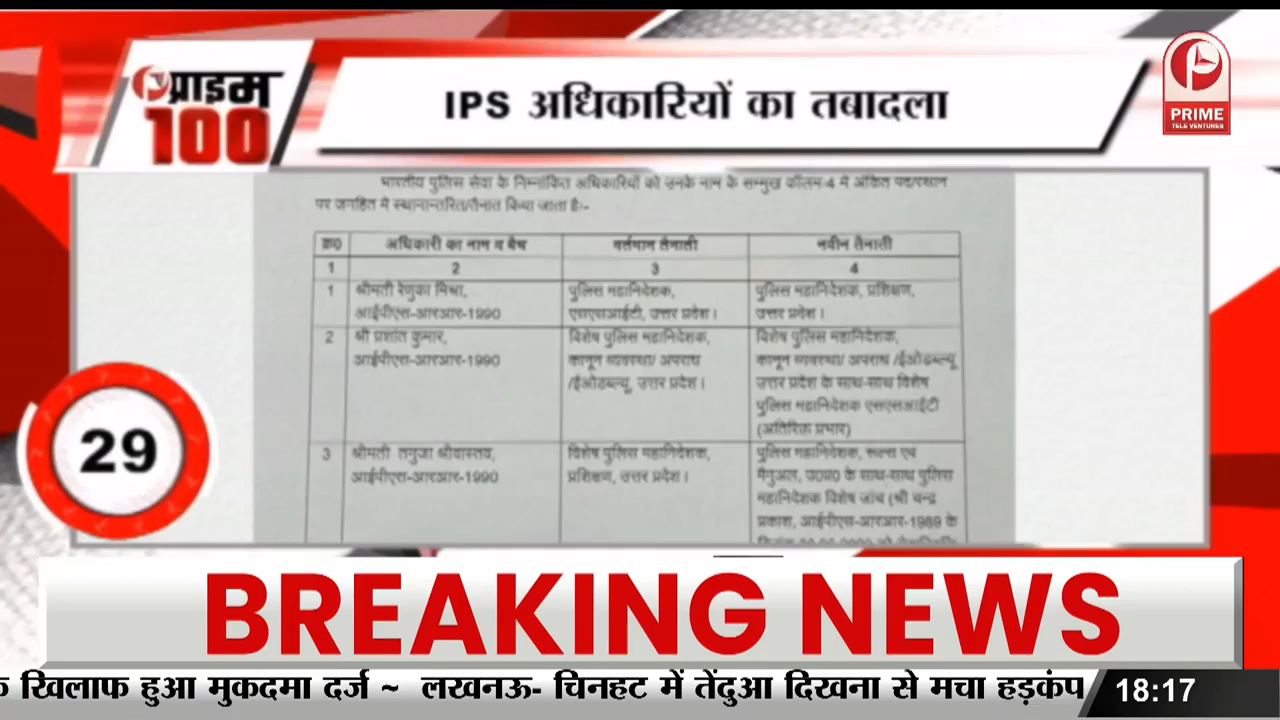 प्राइम
100
IPS अधिकारियों का तबादला
PRIME
TELE VENTURES
भारतीय पुलिस सेवा के निम्नांकित अधिकारियों को उनके नाम के सम्मुख कॉलम-4 में अंकित पद/स्थान
पर जनहित में स्थानान्तरित/तैनात किया जाता है:-
क्र0 अधिकारी का नाम व बैच वर्तमान तैनाती नवीन तैनाती
1 2 3 4
1 श्रीमती रेणुका मिश्रा, पुलिस महानिदेशक, पुलिस महानिदेशक, प्रशिक्षण,
आईपीएस-आरआर-1990 एसएसआईटी, उत्तर प्रदेश। उत्तर प्रदेश।
2 श्री प्रशांत कुमार, विशेष पुलिस महानिदेशक, विशेष पुलिस महानिदेशक,
आईपीएस-आरआर-1990 कानून व्यवस्था/ अपराध कानून व्यवस्था/ अपराध /ईओडब्ल्यू
/ईओडब्ल्यू, उत्तर प्रदेश। उत्तर प्रदेश के साथ-साथ विशेष
पुलिस महानिदेशक एसएसआईटी
(अतिरिक्त प्रभार)
3 श्रीमती तनुजा श्रीवास्तव, विशेष पुलिस महानिदेशक, पुलिस महानिदेशक, रूल्स एवं
आईपीएस-आरआर-1990 प्रशिक्षण, उत्तर प्रदेश। मैनुअल, उ0प्र0 के साथ-साथ पुलिस
महानिदेशक विशेष जांच (श्री चन्द्र
प्रकाश, आईपीएस-आरआर-1989 के
29
BREAKING NEWS
खिलाफ हुआ मुकदमा दर्ज ~ लखनऊ- चिनहट में तेंदुआ दिखना से मचा हड़कंप
18:17